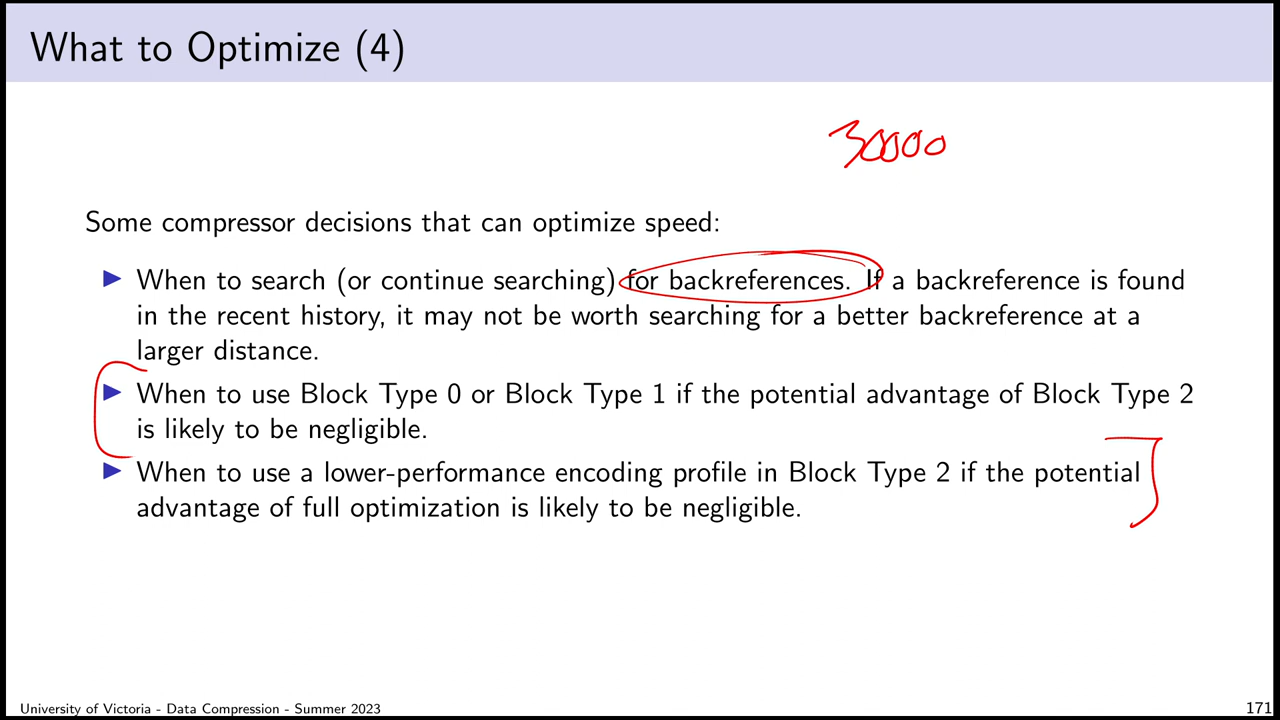 What to Optimize (4)
30000
Some compressor decisions that can optimize speed:
▶ When to search (or continue searching) for backreferences. If a backreference is found
in the recent history, it may not be worth searching for a better backreference at a
larger distance.
▶ When to use Block Type 0 or Block Type 1 if the potential advantage of Block Type 2
is likely to be negligible.
▶ When to use a lower-performance encoding profile in Block Type 2 if the potential
advantage of full optimization is likely to be negligible.
University of Victoria - Data Compression - Summer 2023
171